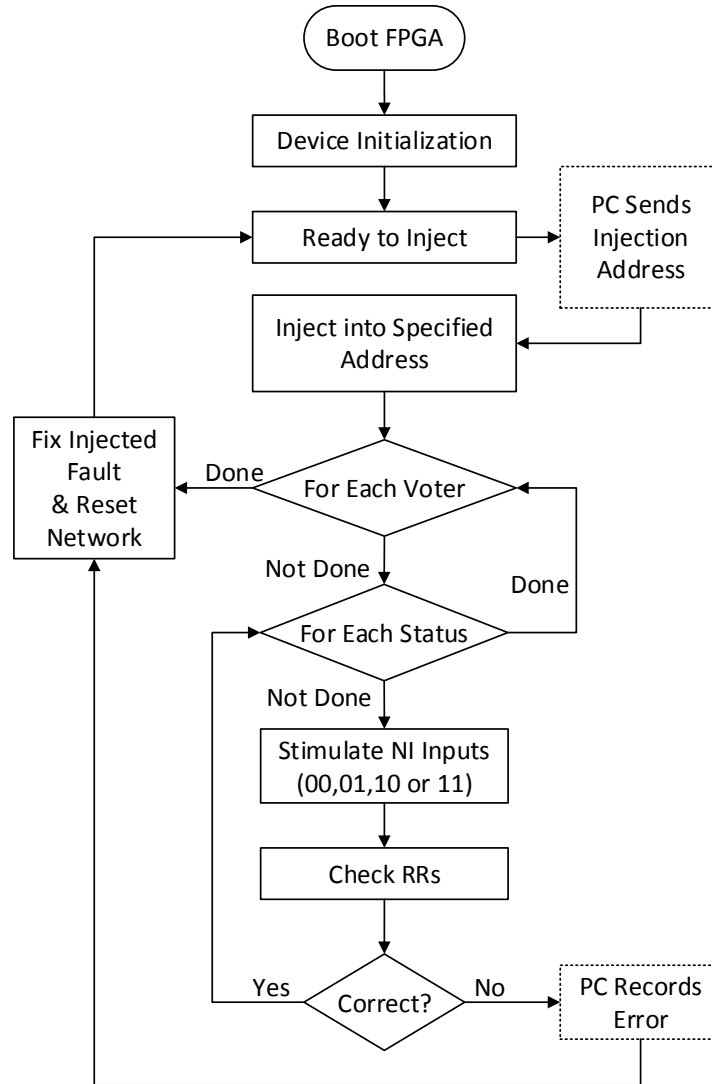 Boot FPGA
Device Initialization
Ready to Inject
PC Sends
Injection
Address
Inject into Specified
Address
Fix Injected
Fault
& Reset
Network
Done
For Each Voter
Not Done
Done
For Each Status
Not Done
Stimulate NI Inputs
(00,01,10 or 11)
Check RRs
Yes
Correct?
No
PC Records
Error